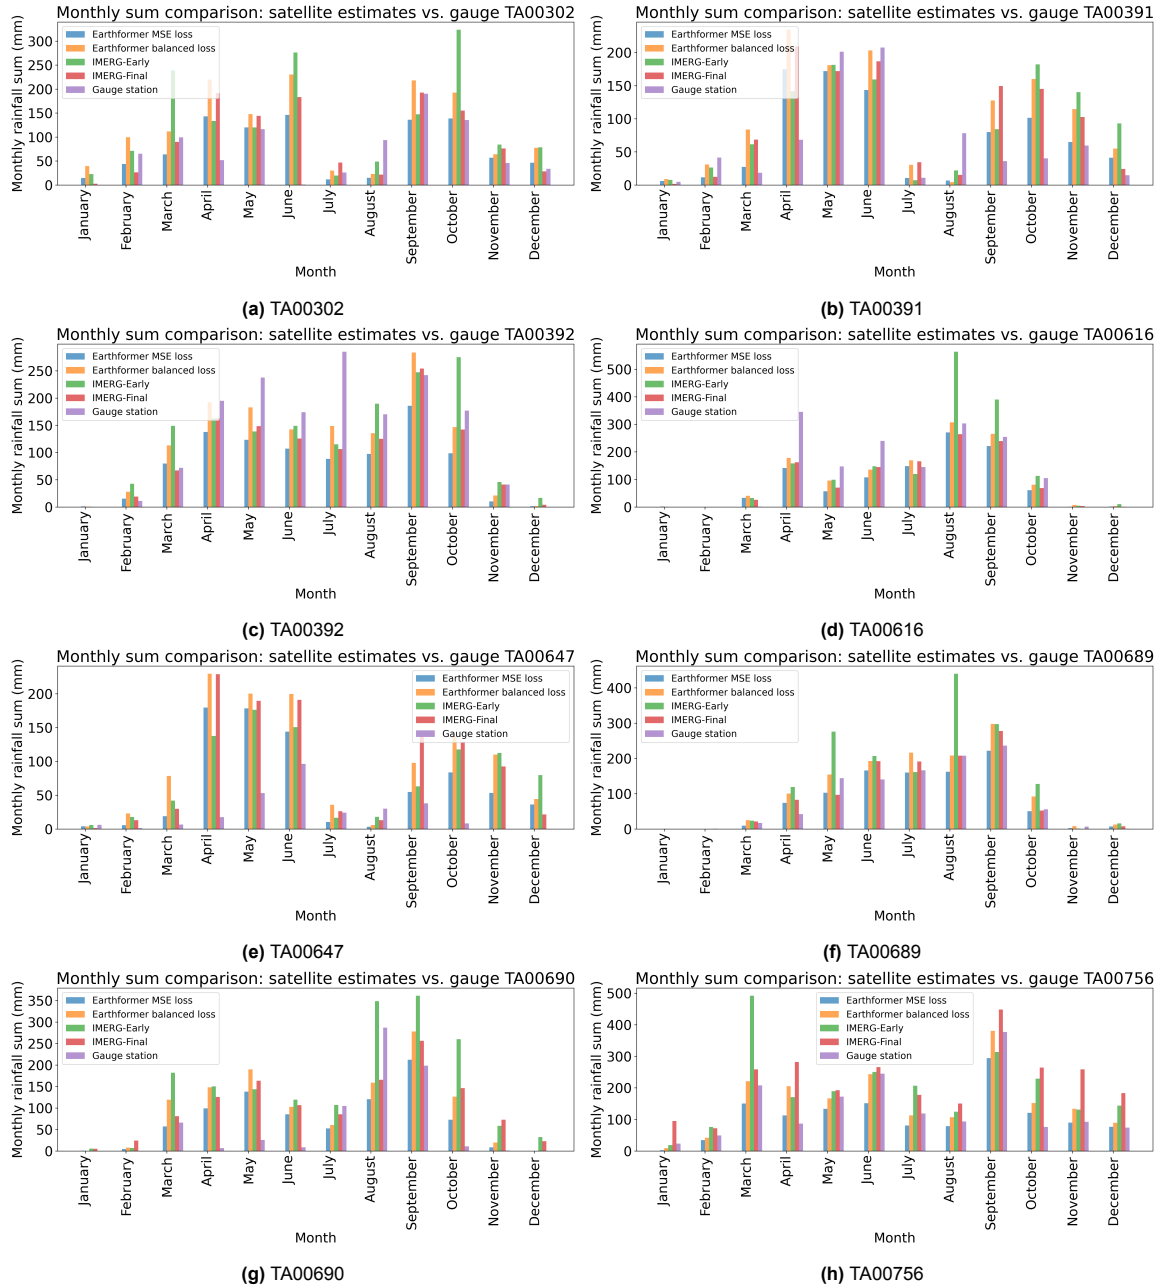 Monthly sum comparison: satellite estimates vs. gauge TA00302
Monthly rainfall sum (mm)
300
250
200
150
100
50
0
Earthformer MSE loss
Earthformer balanced loss
IMERG-Early
IMERG-Final
Gauge station
January
February
March
April
May
June
July
August
September
October
November
December
Month
(a) TA00302
Monthly sum comparison: satellite estimates vs. gauge TA00391
Monthly rainfall sum (mm)
200
150
100
50
0
Earthformer MSE loss
Earthformer balanced loss
IMERG-Early
IMERG-Final
Gauge station
January
February
March
April
May
June
July
August
September
October
November
December
Month
(b) TA00391
Monthly sum comparison: satellite estimates vs. gauge TA00392
Monthly rainfall sum (mm)
250
200
150
100
50
0
Earthformer MSE loss
Earthformer balanced loss
IMERG-Early
IMERG-Final
Gauge station
January
February
March
April
May
June
July
August
September
October
November
December
Month
(c) TA00392
Monthly sum comparison: satellite estimates vs. gauge TA00616
Monthly rainfall sum (mm)
500
400
300
200
100
0
Earthformer MSE loss
Earthformer balanced loss
IMERG-Early
IMERG-Final
Gauge station
January
February
March
April
May
June
July
August
September
October
November
December
Month
(d) TA00616
Monthly sum comparison: satellite estimates vs. gauge TA00647
Monthly rainfall sum (mm)
200
150
100
50
0
Earthformer MSE loss
Earthformer balanced loss
IMERG-Early
IMERG-Final
Gauge station
January
February
March
April
May
June
July
August
September
October
November
December
Month
(e) TA00647
Monthly sum comparison: satellite estimates vs. gauge TA00689
Monthly rainfall sum (mm)
400
300
200
100
0
Earthformer MSE loss
Earthformer balanced loss
IMERG-Early
IMERG-Final
Gauge station
January
February
March
April
May
June
July
August
September
October
November
December
Month
(f) TA00689
Monthly sum comparison: satellite estimates vs. gauge TA00690
Monthly rainfall sum (mm)
350
300
250
200
150
100
50
0
Earthformer MSE loss
Earthformer balanced loss
IMERG-Early
IMERG-Final
Gauge station
January
February
March
April
May
June
July
August
September
October
November
December
Month
(g) TA00690
Monthly sum comparison: satellite estimates vs. gauge TA00756
Monthly rainfall sum (mm)
500
400
300
200
100
0
Earthformer MSE loss
Earthformer balanced loss
IMERG-Early
IMERG-Final
Gauge station
January
February
March
April
May
June
July
August
September
October
November
December
Month
(h) TA00756